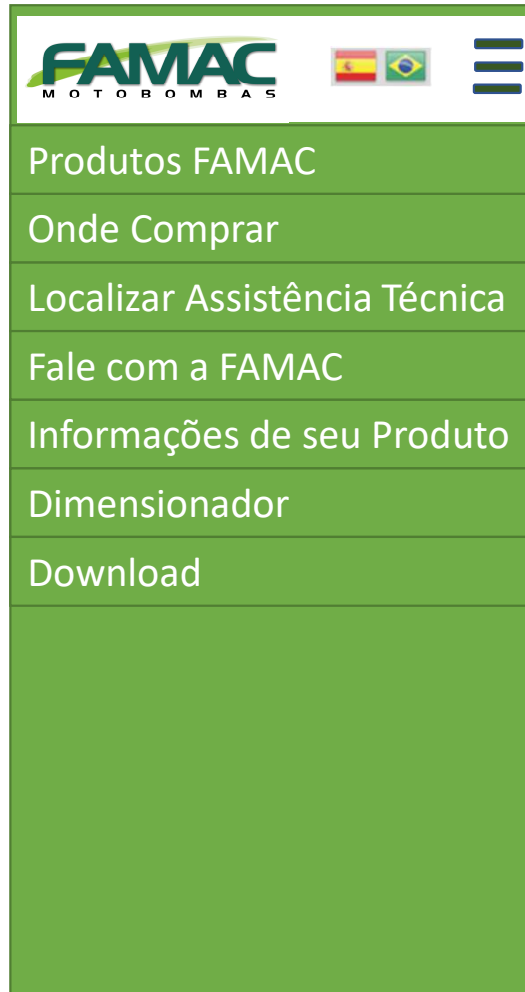 FAMAC
MOTOBOMBAS
Produtos FAMAC
Onde Comprar
Localizar Assistência Técnica
Fale com a FAMAC
Informações de seu Produto
Dimensionador
Download